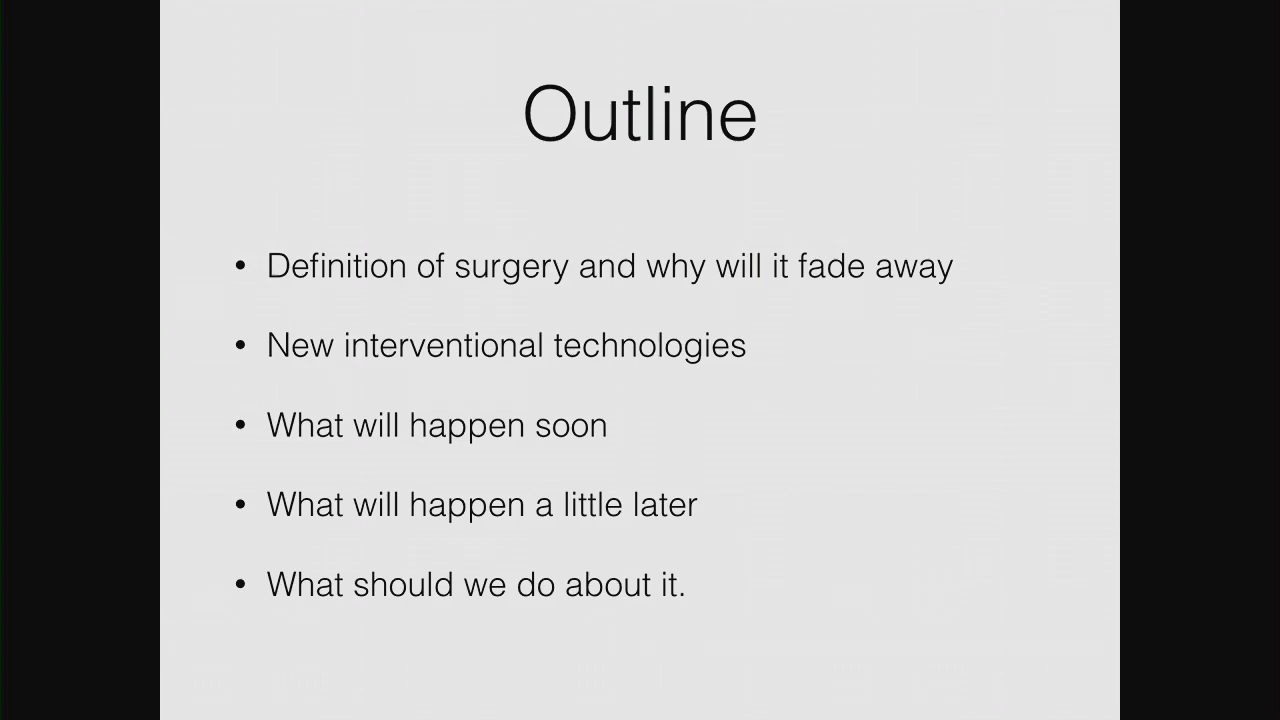 Outline
• Definition of surgery and why will it fade away
• New interventional technologies
• What will happen soon
• What will happen a little later
• What should we do about it.